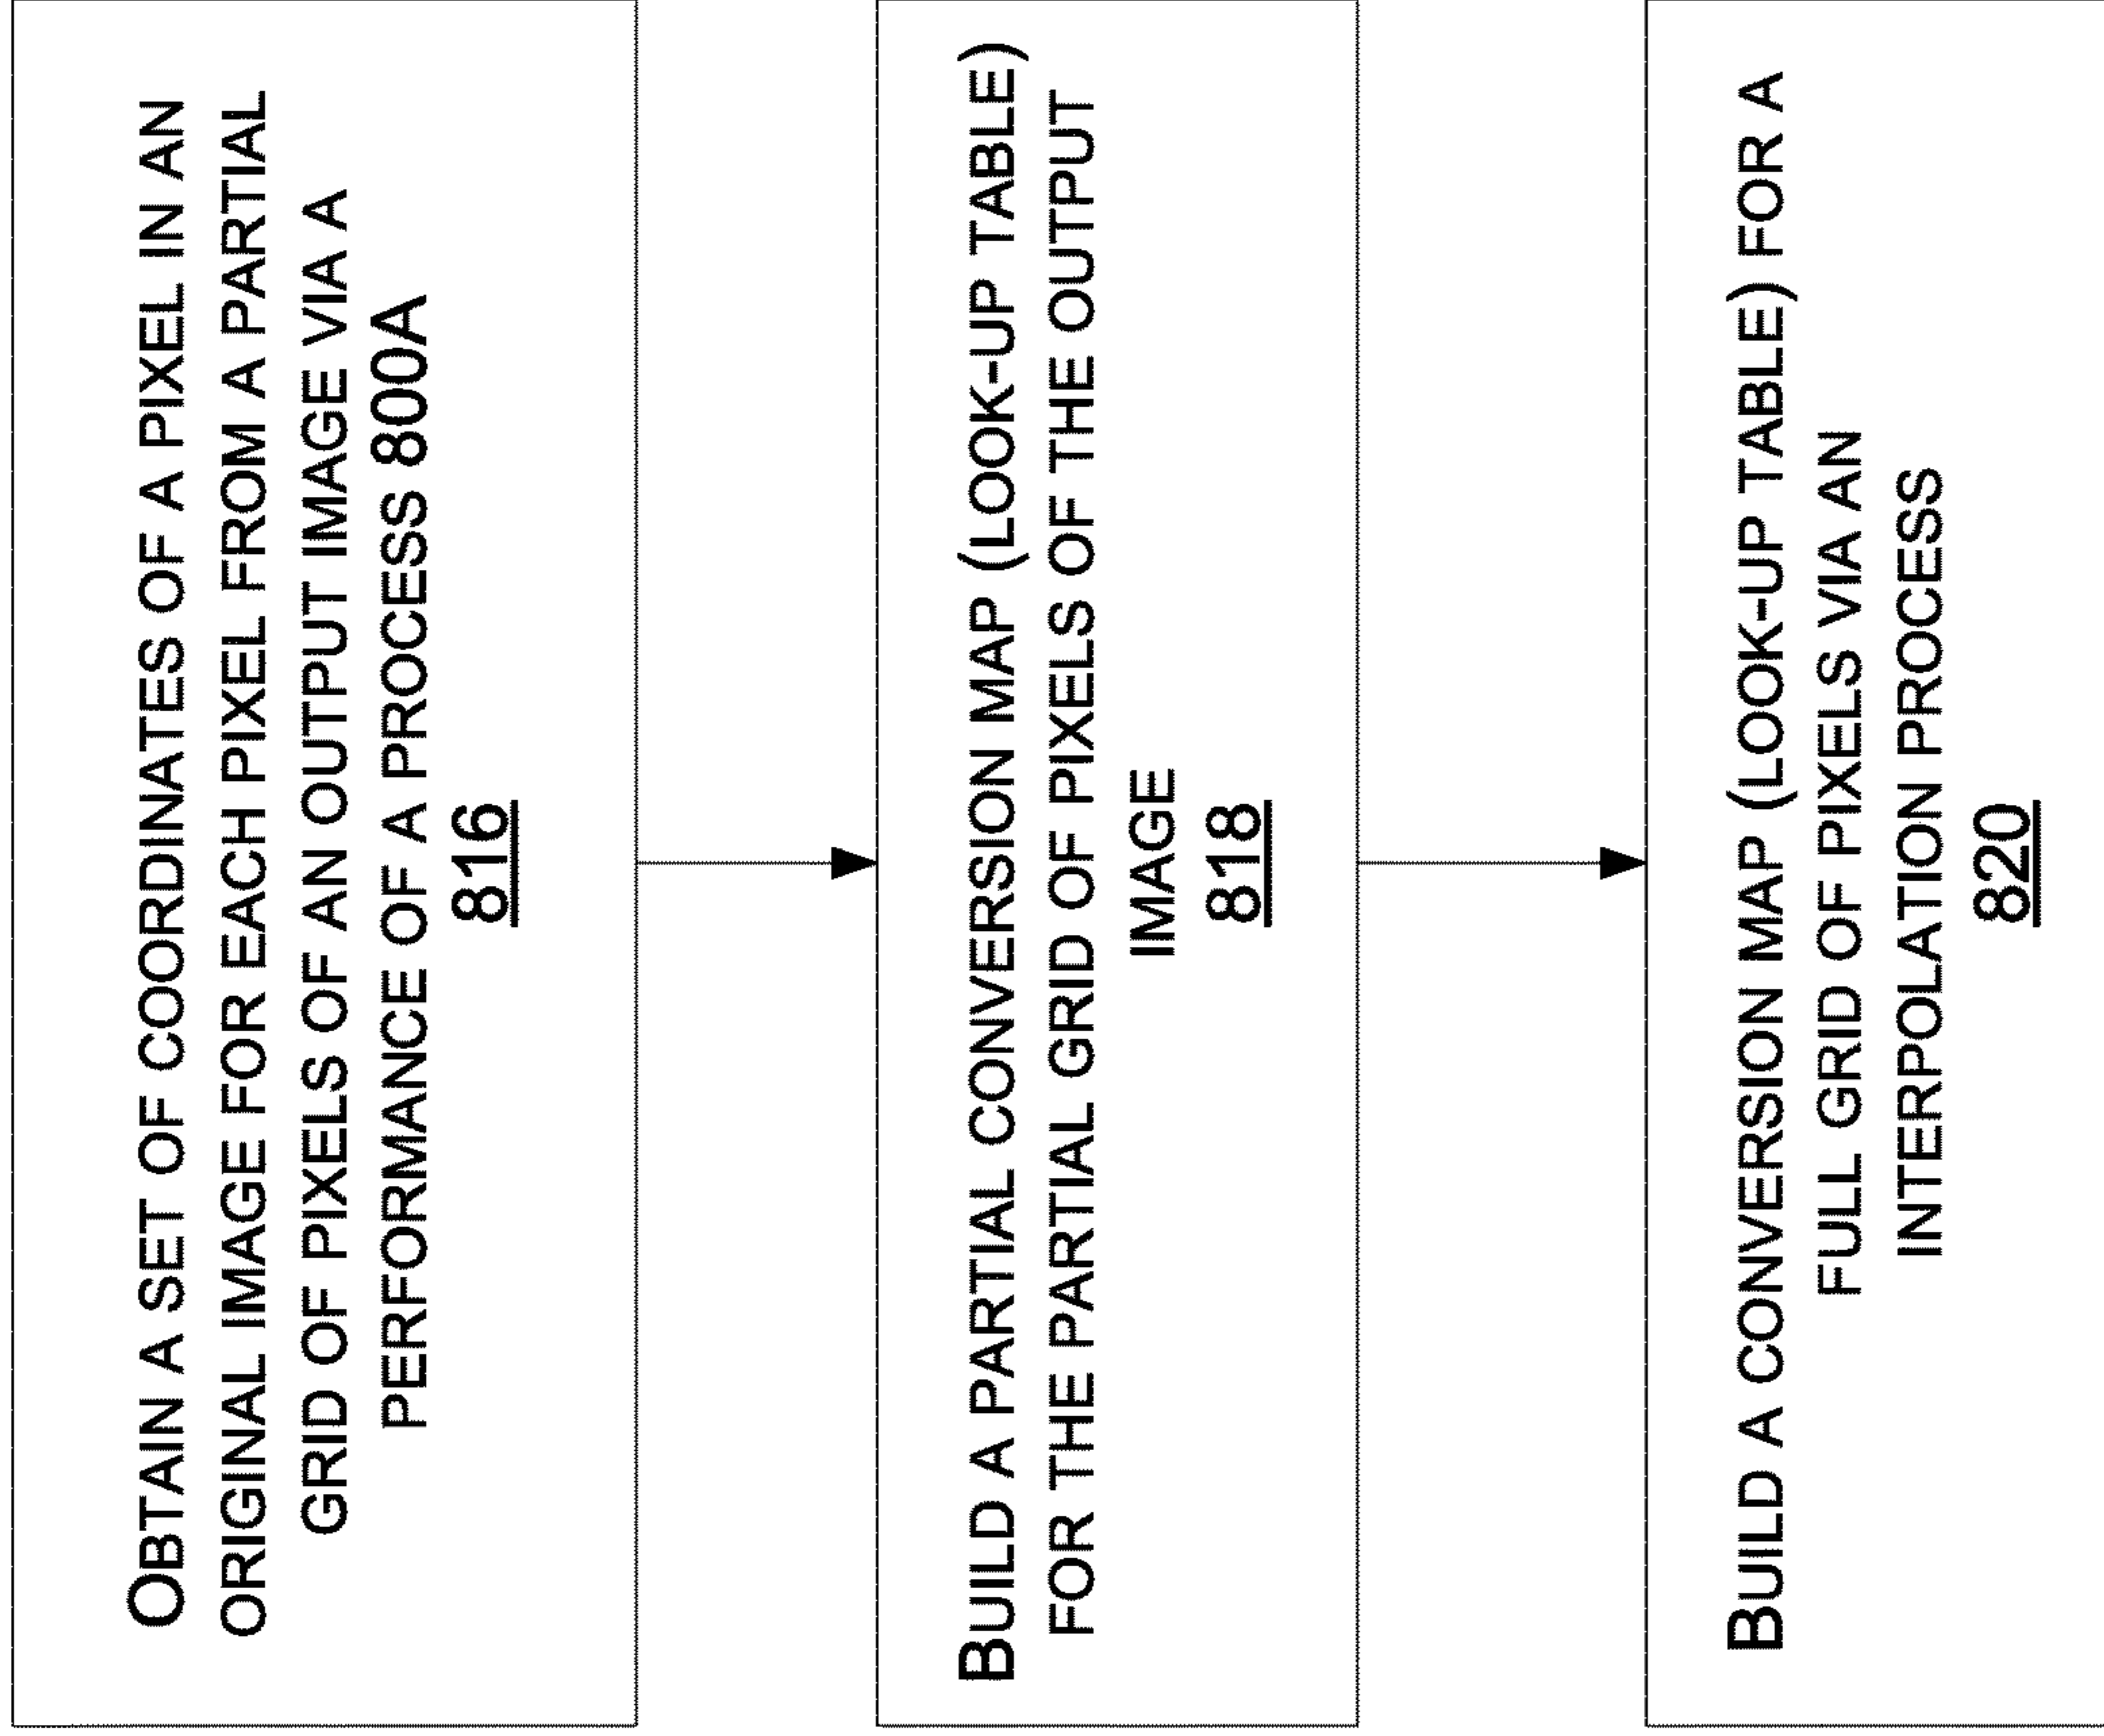 OBTAIN A SET OF COORDINATES OF A PIXEL IN AN
ORIGINAL IMAGE FOR EACH PIXEL FROM A PARTIAL
GRID OF PIXELS OF AN OUTPUT IMAGE VIA A
PERFORMANCE OF A PROCESS 800A
816
BUILD A PARTIAL CONVERSION MAP (LOOK-UP TABLE)
FOR THE PARTIAL GRID OF PIXELS OF THE OUTPUT
IMAGE
818
BUILD A CONVERSION MAP (LOOK-UP TABLE) FOR A
FULL GRID OF PIXELS VIA AN
INTERPOLATION PROCESS
820